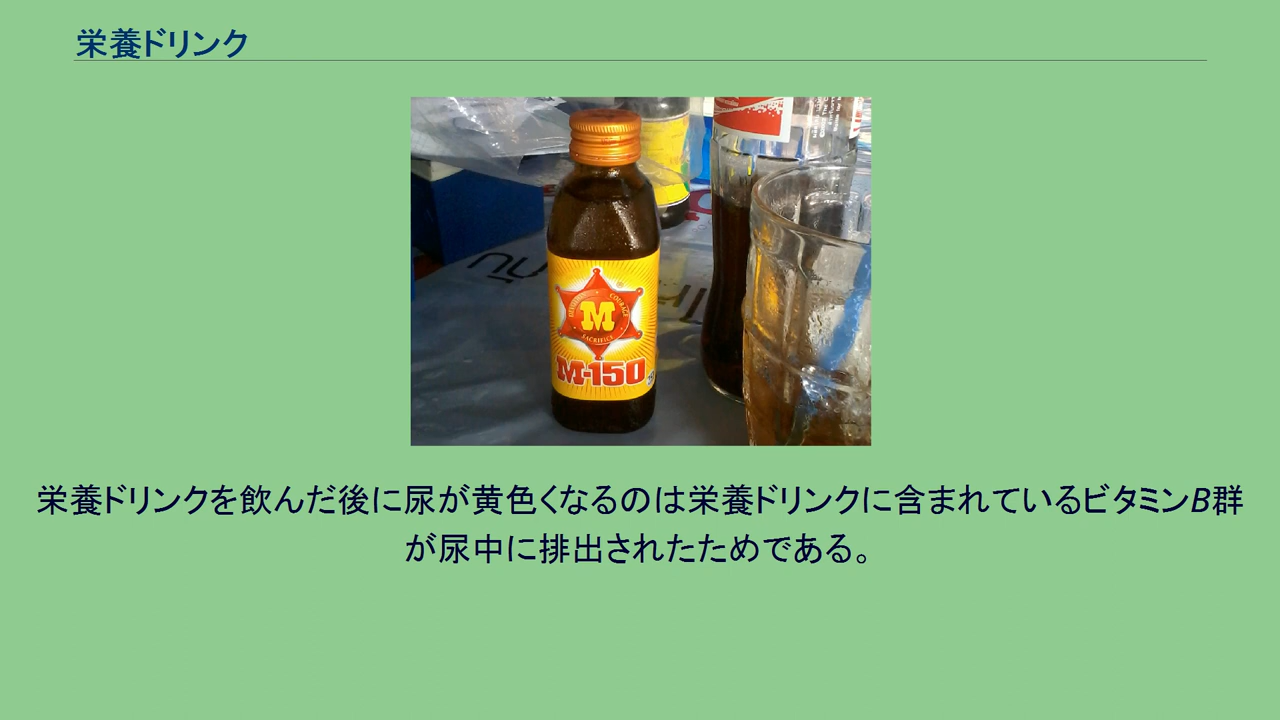 栄養ドリンク
M
COURAGE
SACRIFICE
M-150
栄養ドリンクを飲んだ後に尿が黄色くなるのは栄養ドリンクに含まれているビタミンB群
が尿中に排出されたためである。